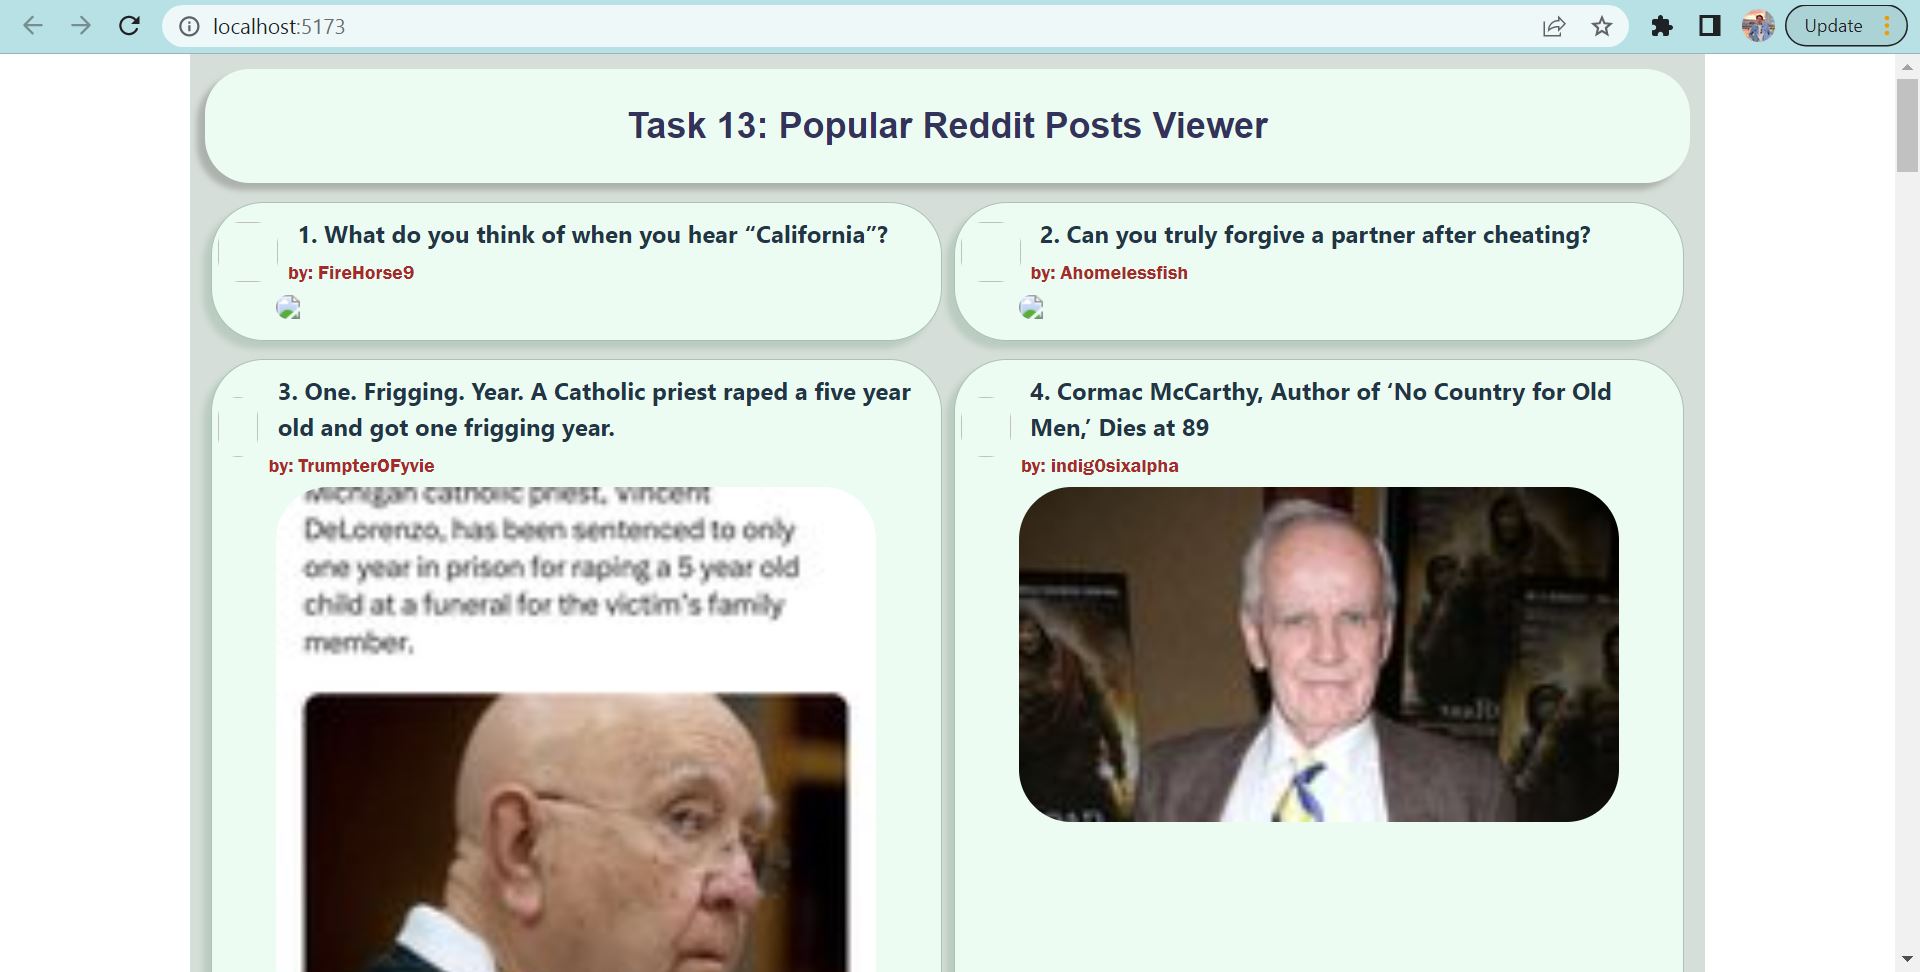 localhost:5173
Update
Task 13: Popular Reddit Posts Viewer
1. What do you think of when you hear “California”?
by: FireHorse9
2. Can you truly forgive a partner after cheating?
by: Ahomelessfish
3. One. Frigging. Year. A Catholic priest raped a five year
old and got one frigging year.
by: TrumpterOFyvie
Michigan catholic priest, Vincent
DeLorenzo, has been sentenced to only
one year in prison for raping a 5 year old
child at a funeral for the victim's family
member.
4. Cormac McCarthy, Author of ‘No Country for Old
Men,’ Dies at 89
by: indig0sixalpha